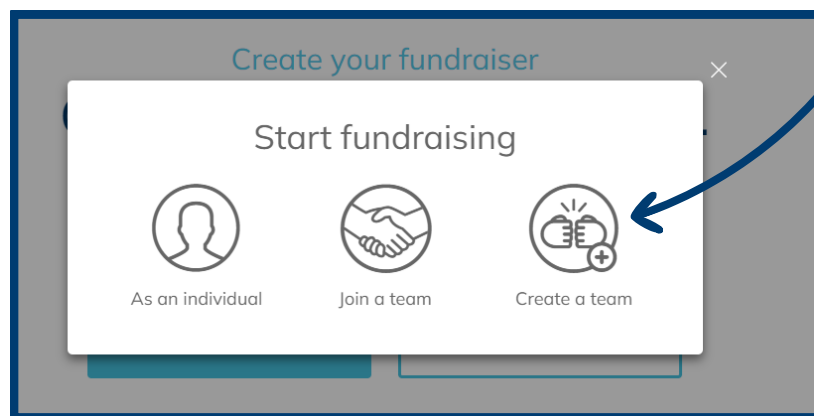 Create your fundraiser
Start fundraising
As an individual
Join a team
Create a team